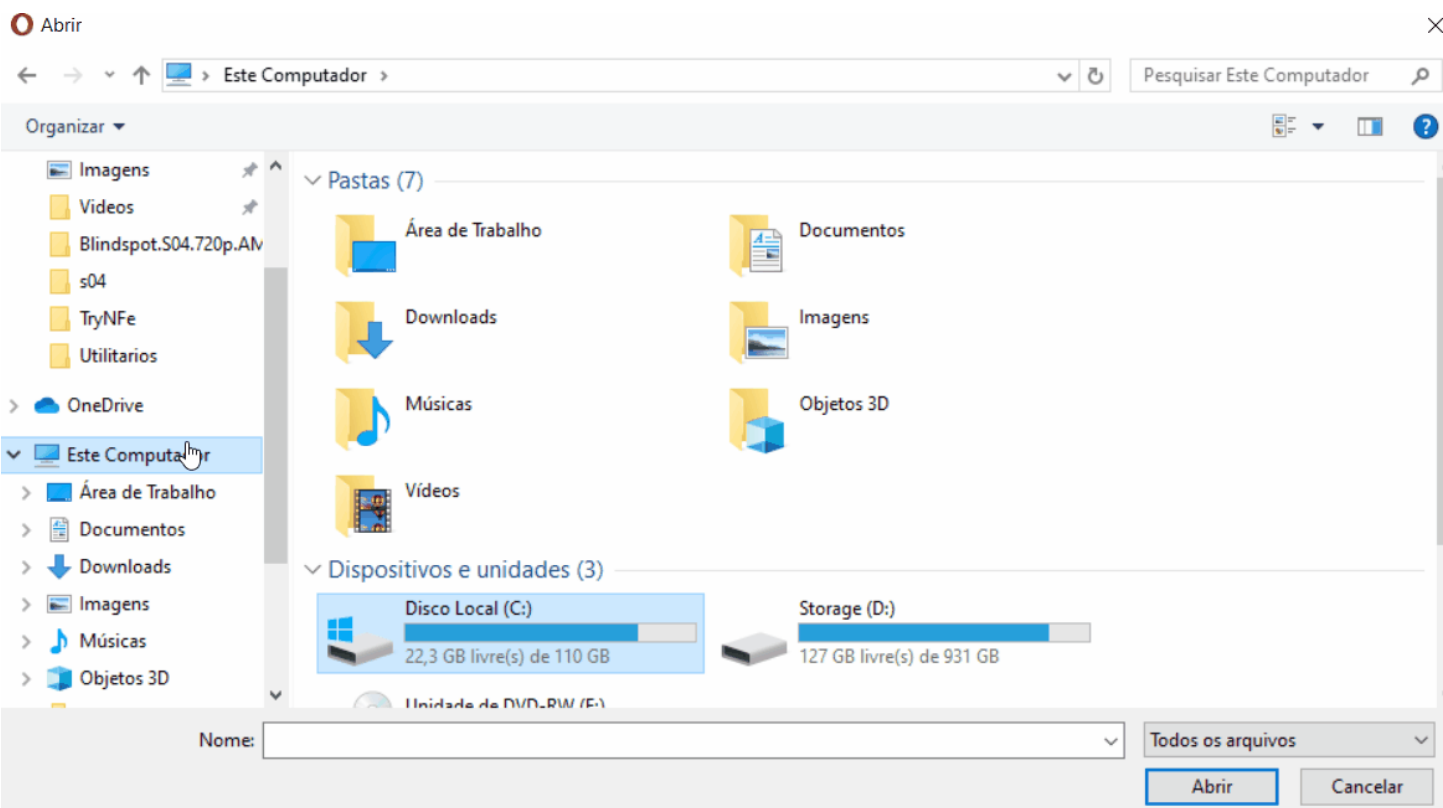 Abrir
Este Computador
Pesquisar Este Computador
Organizar
Imagens
Videos
Blindspot.S04.720p.AM
s04
TryNFe
Utilitarios
OneDrive
Este Computador
Área de Trabalho
Documentos
Downloads
Imagens
Músicas
Objetos 3D
Pastas (7)
Área de Trabalho
Documentos
Downloads
Imagens
Músicas
Objetos 3D
Vídeos
Dispositivos e unidades (3)
Disco Local (C:)
22,3 GB livre(s) de 110 GB
Storage (D:)
127 GB livre(s) de 931 GB
Unidade de DVD-RW (E:)
Nome:
Todos os arquivos
Abrir
Cancelar